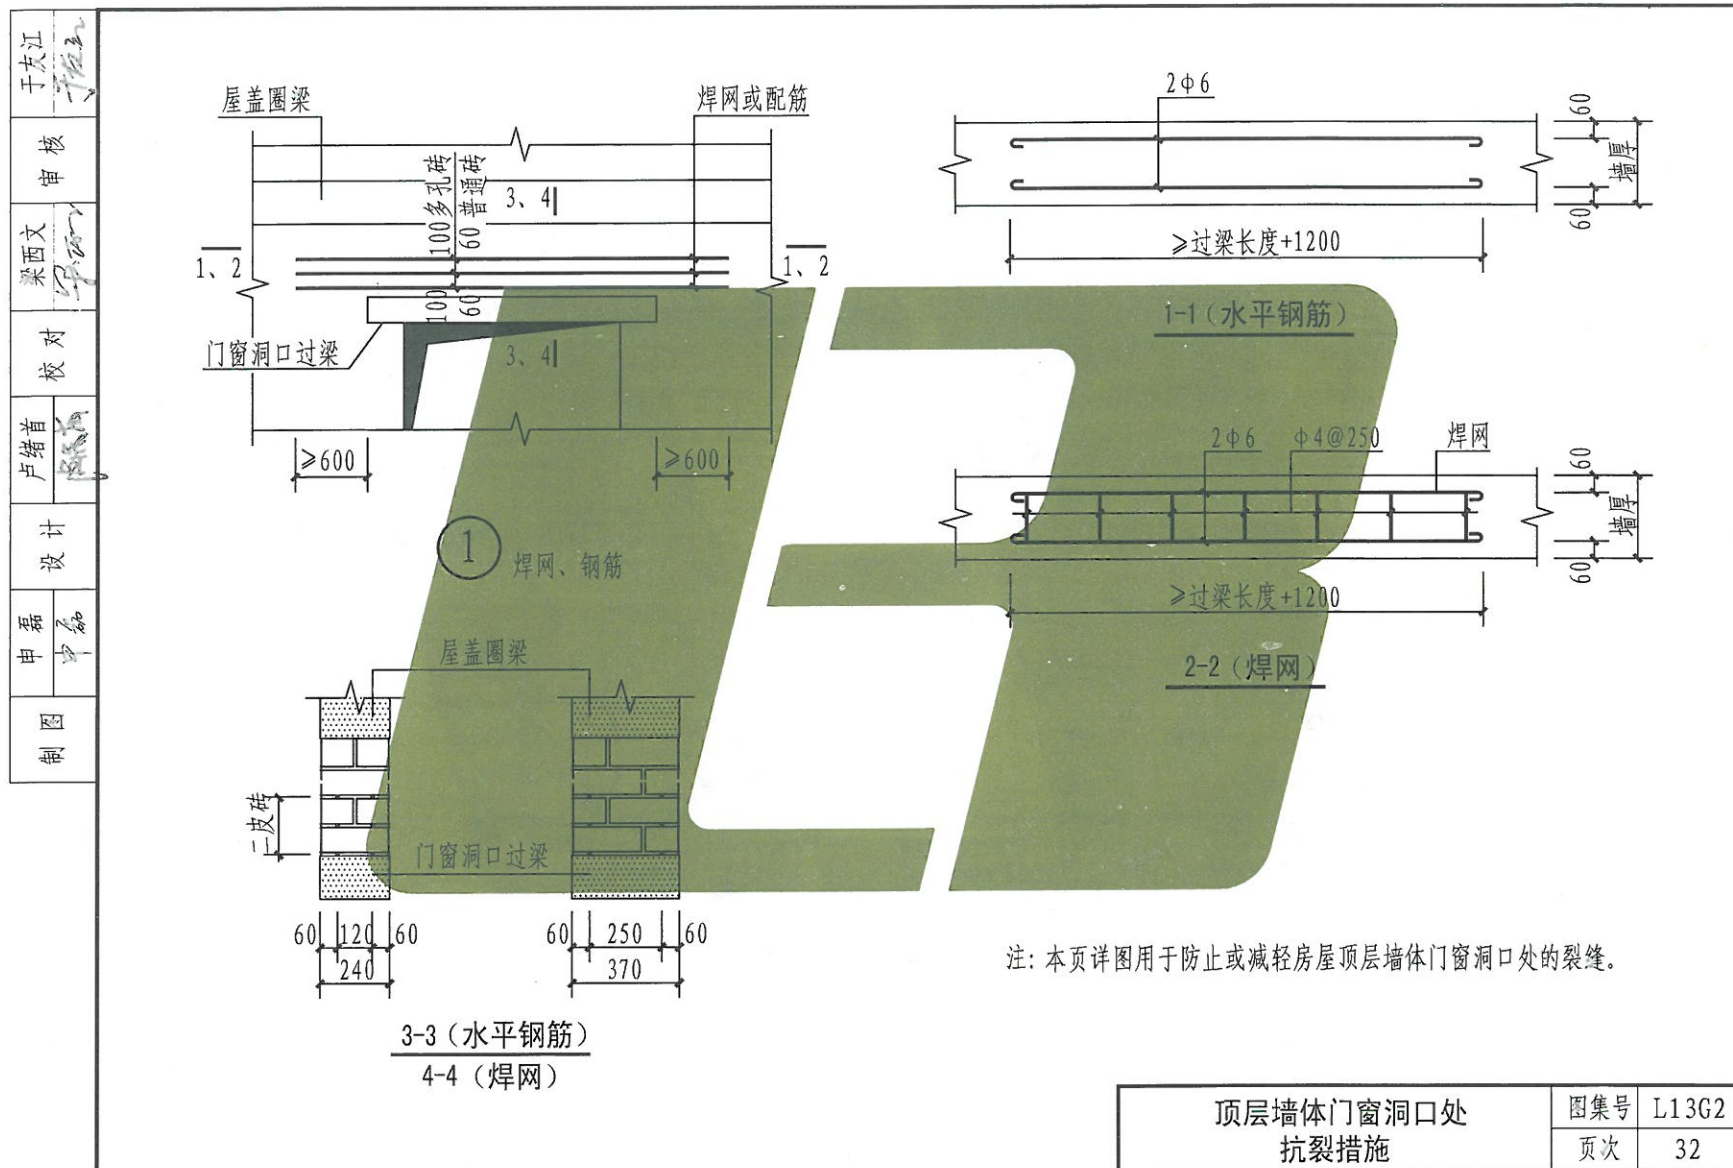 于友江
审 核
梁西文
校 对
卢绪首
设 计
申磊
申磊
制 图
屋盖圈梁
焊网或配筋
100多孔砖
60 普通砖
3、4
1、2
1、2
100
60
门窗洞口过梁
3、4
≥600
≥600
1
焊网、钢筋
2ф6
60
墙厚
60
≥过梁长度+1200
1-1（水平钢筋）
2ф6
ф4@250
焊网
60
墙厚
60
≥过梁长度+1200
2-2（焊网）
屋盖圈梁
二皮砖
门窗洞口过梁
60 120 60
240
60 250 60
370
3-3（水平钢筋）
4-4（焊网）
注: 本页详图用于防止或减轻房屋顶层墙体门窗洞口处的裂缝。
顶层墙体门窗洞口处
抗裂措施
图集号 L13G2
页次 32